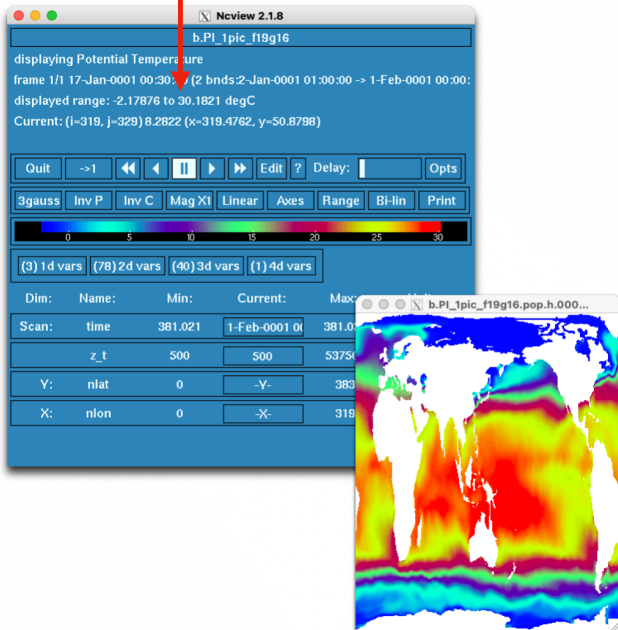 Ncview 2.1.8
b.PI_1pic_f19g16
displaying Potential Temperature
frame 1/1 17-Jan-0001 00:30: (2 bnds:2-Jan-0001 01:00:00 -> 1-Feb-0001 00:00:
displayed range: -2.17876 to 30.1821 degC
Current: (i=319, j=329) 8.2822 (x=319.4762, y=50.8798)
Quit ->1 Edit ? Delay: Opts
3gauss Inv P Inv C Mag X1 Linear Axes Range Bi-lin Print
0 5 10 15 20 25 30
(3) 1d vars (78) 2d vars (40) 3d vars (1) 4d vars
Dim: Name: Min: Current: Max:
Scan: time 381.021 1-Feb-0001 00 381.0
z_t 500 500 5375
Y: nlat 0 -Y- 383
X: nlon 0 -X- 319
b.PI_1pic_f19g16.pop.h.000...